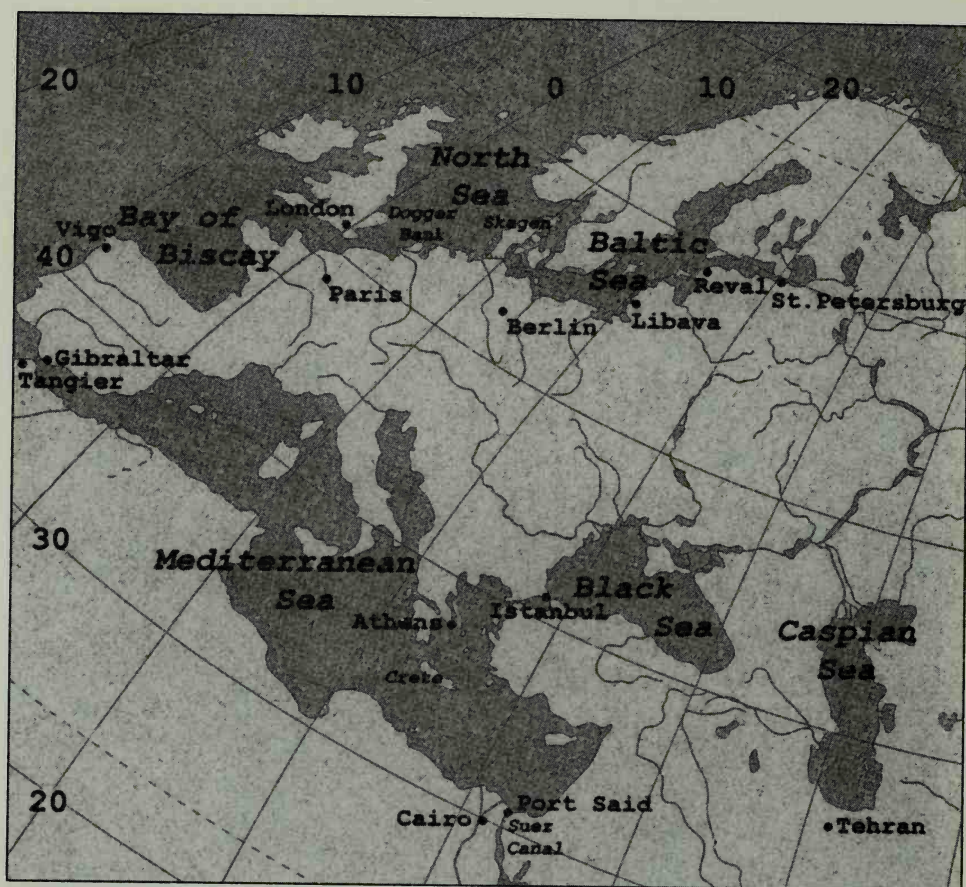 20
10
0
10
20
North
Sea
London
Dogger
Skagen
Bay of
Biscay
Vigo
40
Baltic
Sea
Paris
Reval
St.Petersburg
Berlin
Libava
Gibraltar
Tangier
30
Mediterranean
Sea
Black
Sea
Istanbul
Athens
Caspian
Sea
Crete
20
Cairo
Port Said
Canal
Tehran